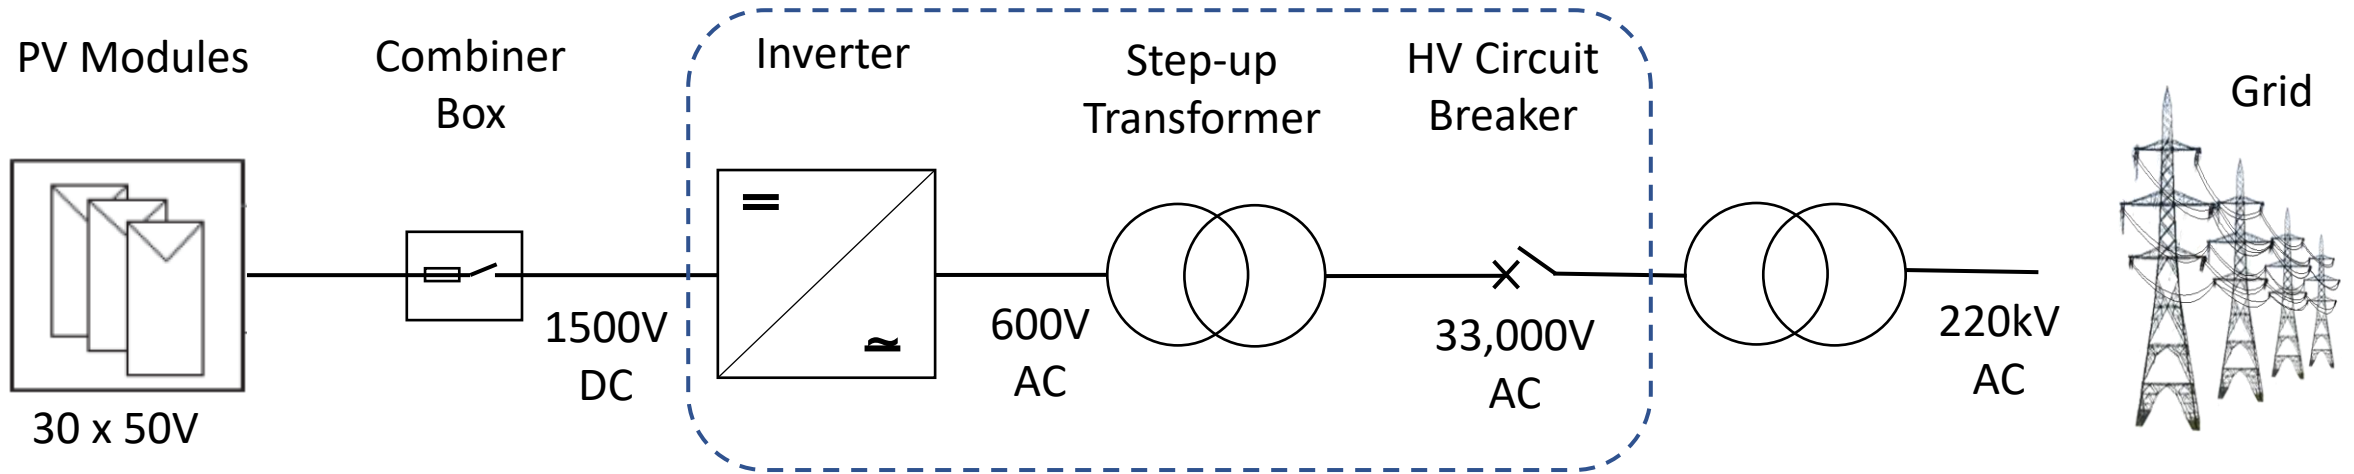 PV Modules
30 x 50V
Combiner
Box
1500V
DC
Inverter
600V
AC
Step-up
Transformer
HV Circuit
Breaker
33,000V
AC
220kV
AC
Grid